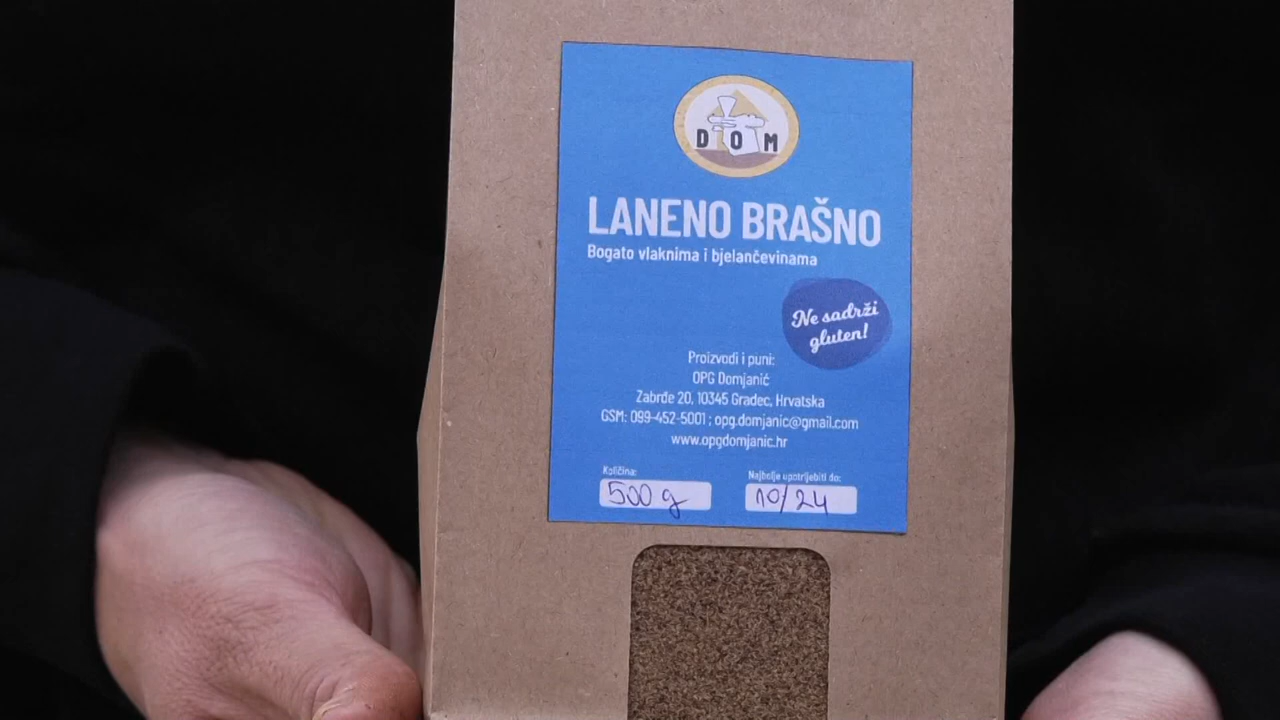 DOM
LANENO BRAŠNO
Bogato vlaknima i bjelančevinama
Ne sadrži
gluten!
Proizvodi i puni:
OPG Domjanić
Zabrđe 20, 10345 Gradec, Hrvatska
GSM: 099-452-5001 ; opg.domjanic@gmail.com
www.opgdomjanic.hr
Količina:
500 g
Najbolje upotrijebiti do:
10/24